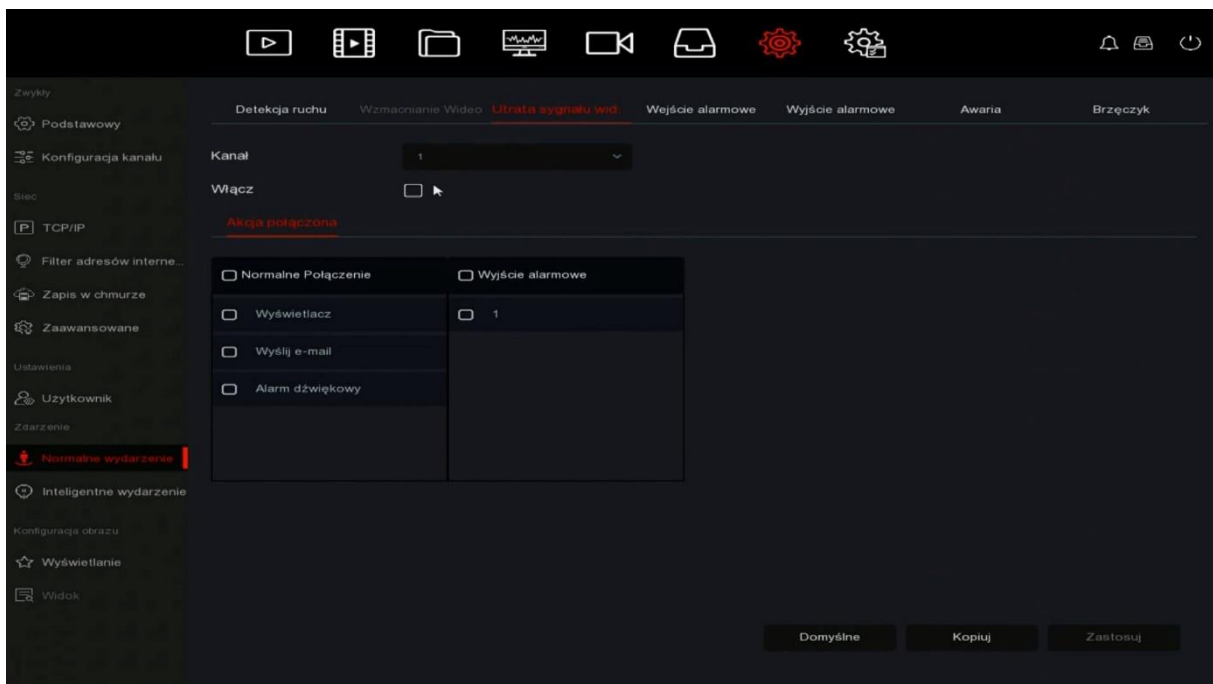 Zwykły
Podstawowy
Konfiguracja kanału
Siec
TCP/IP
Filter adresów interne...
Zapis w chmurze
Zaawansowane
Ustawienia
Użytkownik
Zdarzenie
Normalne wydarzenie
Inteligentne wydarzenie
Konfiguracja obrazu
Wyświetlanie
Widok
Detekcja ruchu Wzmacnianie Wideo Utrata sygnału wid. Wejście alarmowe Wyjście alarmowe Awaria Brzęczyk
Kanał 1
Włącz
Akcja połączona
Normalne Połączenie Wyjście alarmowe
Wyświetlacz 1
Wyślij e-mail
Alarm dźwiękowy
Domyślne Kopiuj Zastosuj